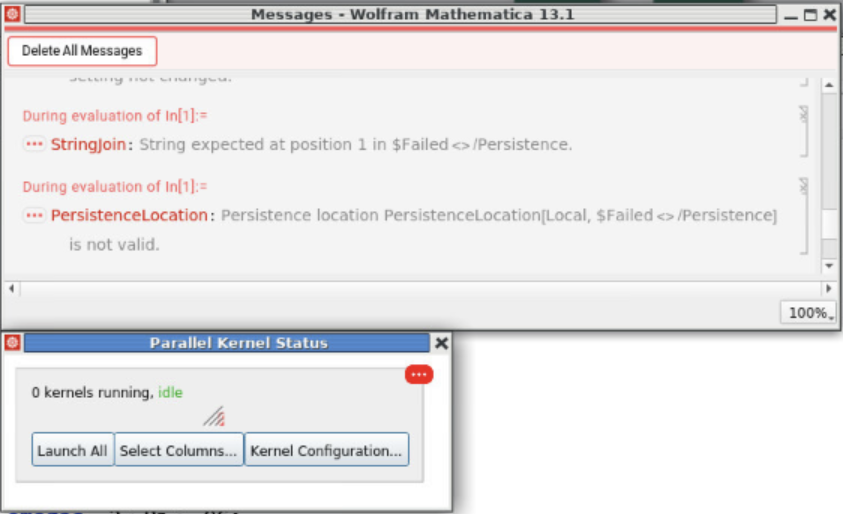 Messages - Wolfram Mathematica 13.1
Delete All Messages
setting not changed.
During evaluation of In[1]:=
StringJoin: String expected at position 1 in $Failed<>/Persistence.
During evaluation of In[1]:=
PersistenceLocation: Persistence location PersistenceLocation[Local, $Failed<>/Persistence]
is not valid.
100%
Parallel Kernel Status
0 kernels running, idle
Launch All Select Columns... Kernel Configuration...